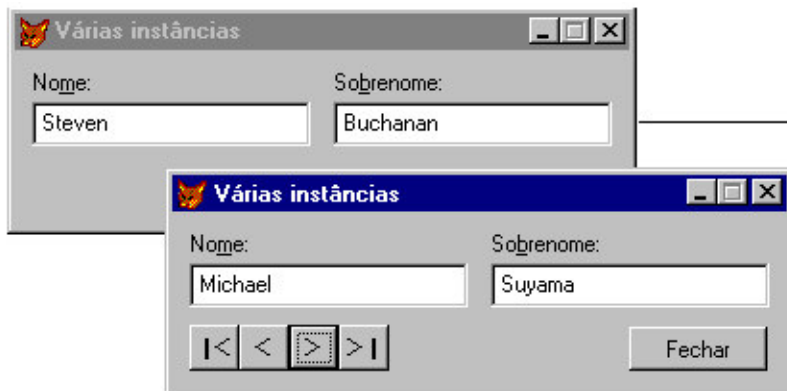 Várias instâncias
Nome: Sobrenome:
Steven Buchanan
Várias instâncias
Nome: Sobrenome:
Michael Suyama
|< < > >| Fechar